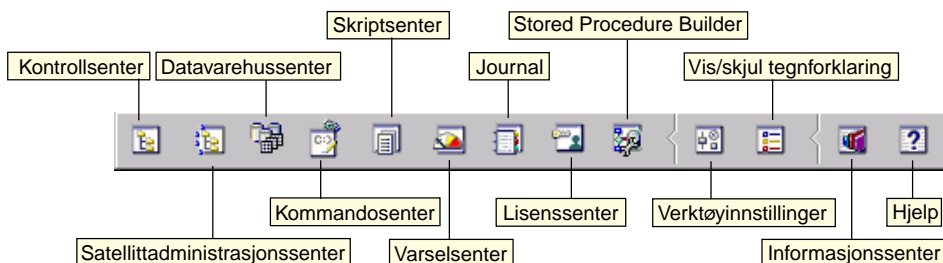 Skriptsenter
Stored Procedure Builder
Kontrollsenter
Datavarehussenter
Journal
Vis/skjul tegnforklaring
C:>
?
Kommandosenter
Lisenssenter
Verktøyinnstillinger
Hjelp
Satellittadministrasjonssenter
Varselsenter
Informasjonssenter